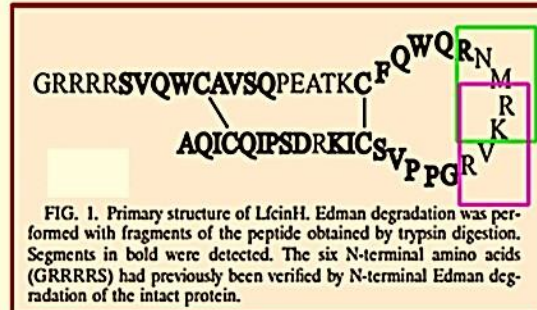 GRRRRSVQWCAVSQPEATKCFQWQRNMRKVRGPPVSCIKRDSPIQCIQA
FIG. 1. Primary structure of LfcinH. Edman degradation was per-
formed with fragments of the peptide obtained by trypsin digestion.
Segments in bold were detected. The six N-terminal amino acids
(GRRRRS) had previously been verified by N-terminal Edman deg-
radation of the intact protein.